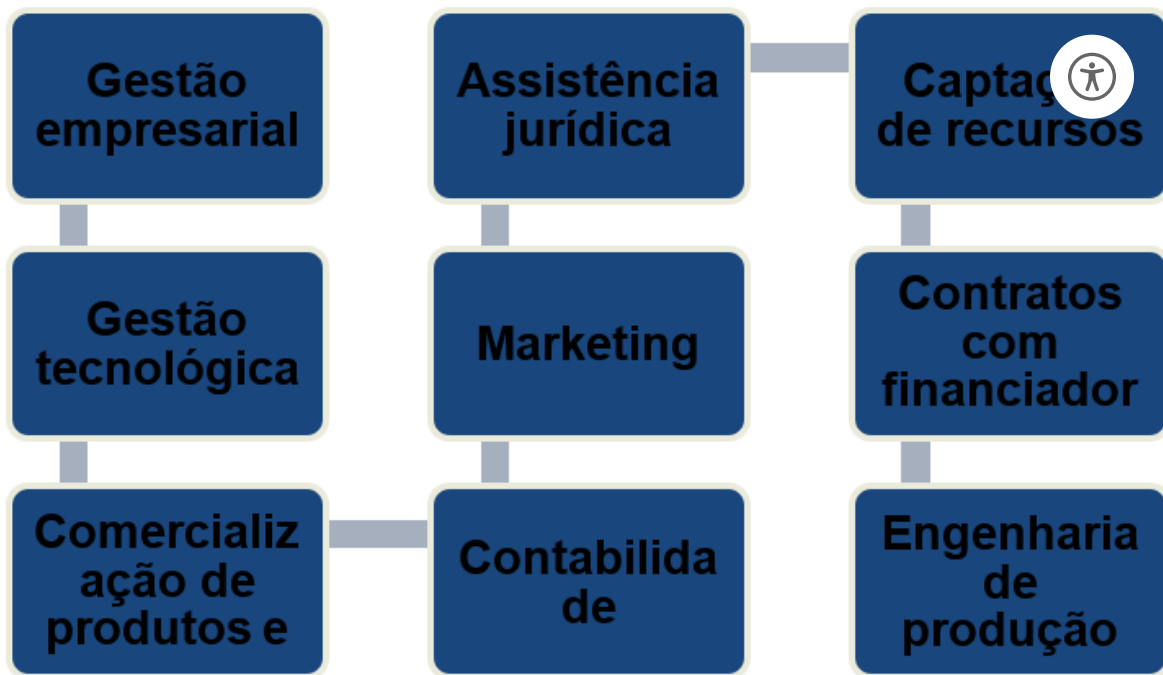 Gestão
empresarial
Gestão
tecnológica
Comercializ
ação de
produtos e
Assistência
jurídica
Marketing
Contabilida
de
de recursos
Contratos
com
financiador
Engenharia
de
produção